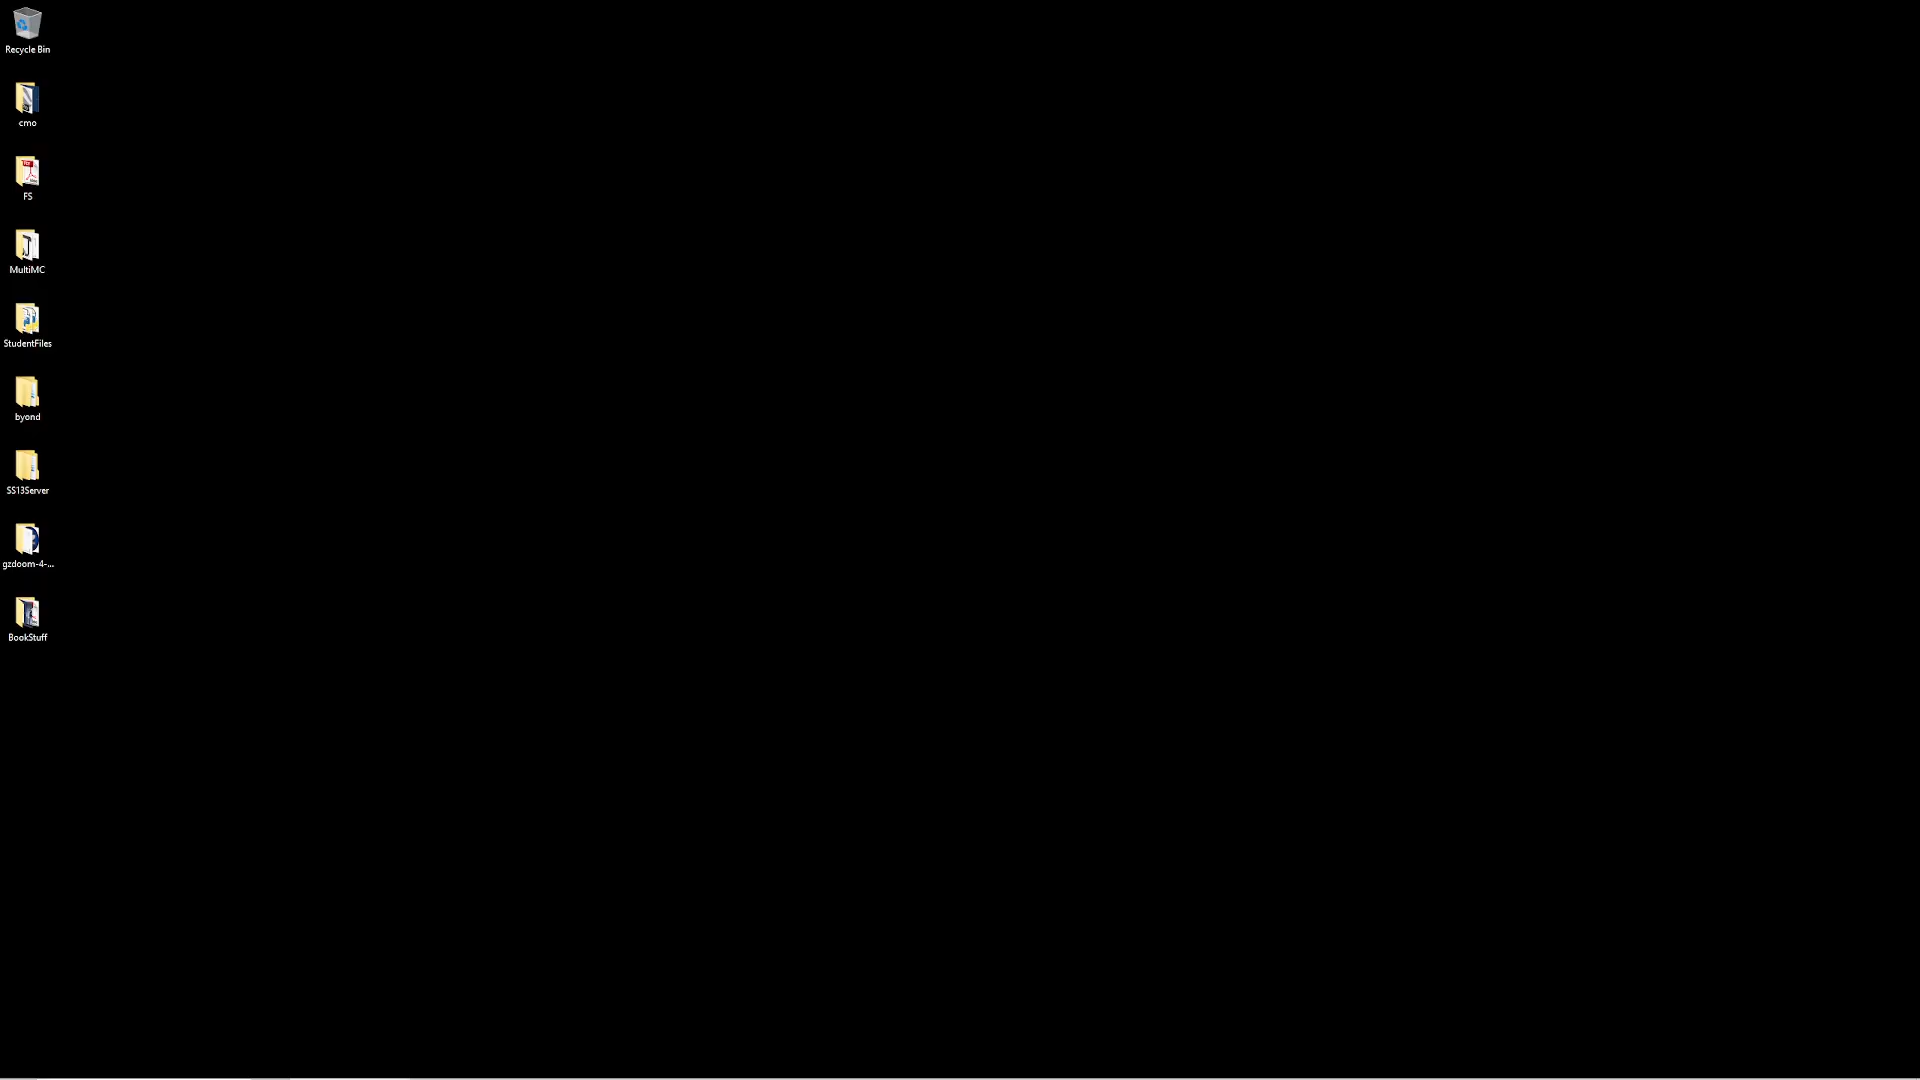 Recycle Bin
cmo
FS
MultiMC
StudentFiles
byond
SS13Server
gzdoom-4-...
BookStuff